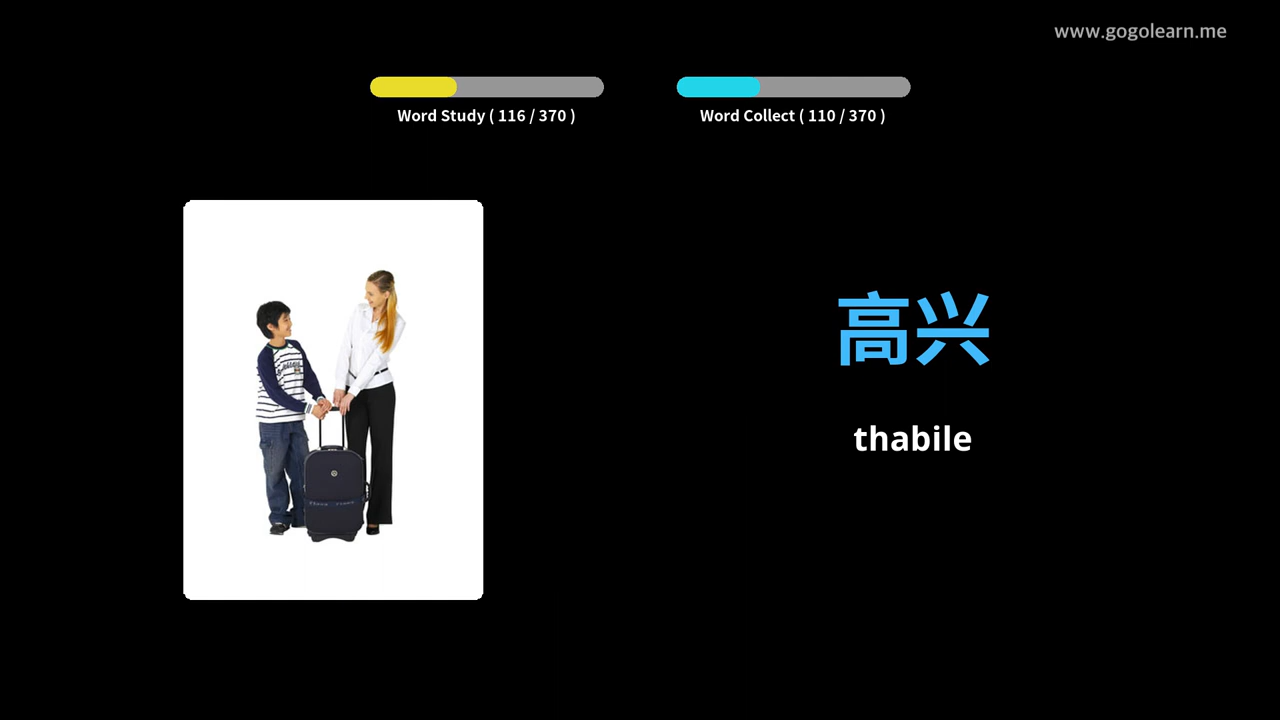 www.gogolearn.me
Word Study ( 116 / 370 )
Word Collect ( 110 / 370 )
高兴
thabile